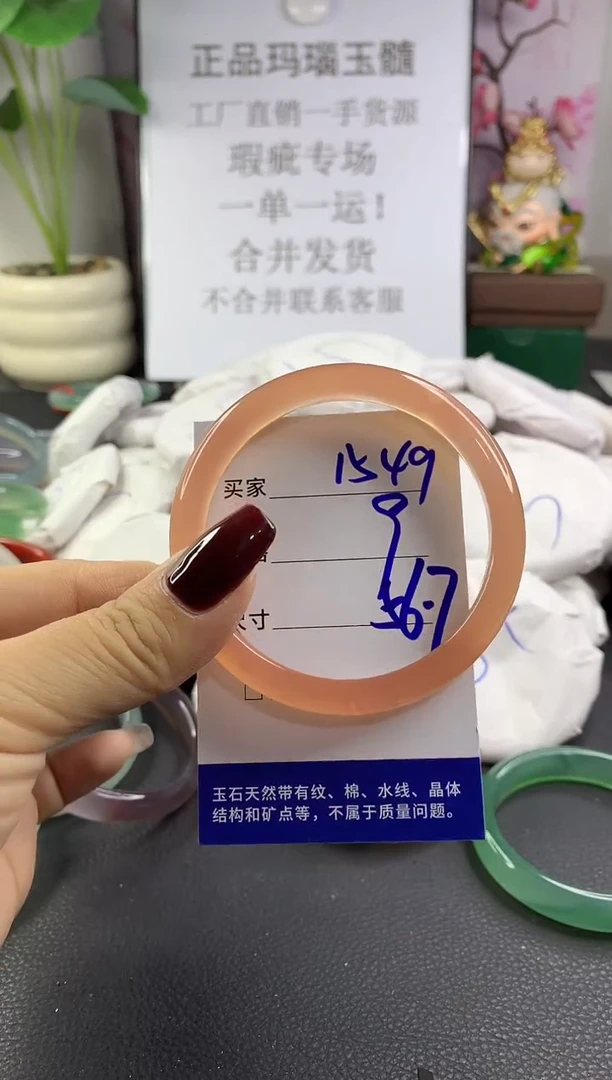 正品玛瑙玉髓
工厂直销一手货源
瑕疵专场
一单一运！
合并发货
不合并联系客服
买家 1549
9
寸 56.7
玉石天然带有纹、棉、水线、晶体
结构和矿点等，不属于质量问题。